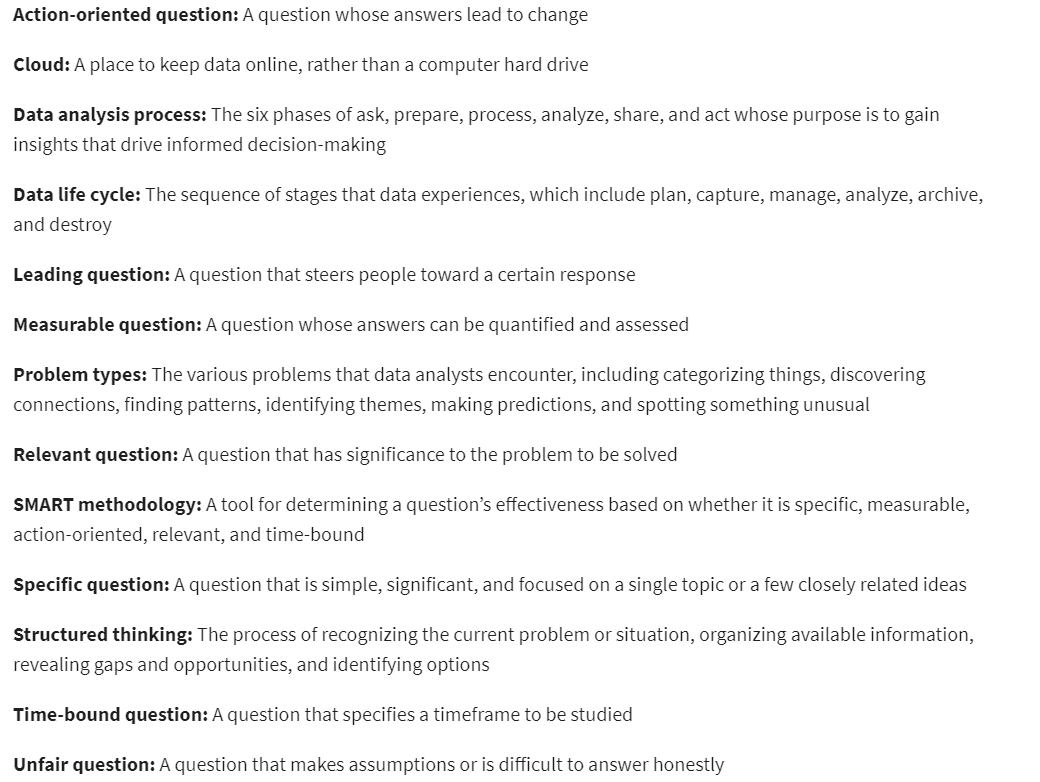 Action-oriented question: A question whose answers lead to change
Cloud: A place to keep data online, rather than a computer hard drive
Data analysis process: The six phases of ask, prepare, process, analyze, share, and act whose purpose is to gain
insights that drive informed decision-making
Data life cycle: The sequence of stages that data experiences, which include plan, capture, manage, analyze, archive,
and destroy
Leading question: A question that steers people toward a certain response
Measurable question: A question whose answers can be quantified and assessed
Problem types: The various problems that data analysts encounter, including categorizing things, discovering
connections, finding patterns, identifying themes, making predictions, and spotting something unusual
Relevant question: A question that has significance to the problem to be solved
SMART methodology: A tool for determining a question’s effectiveness based on whether it is specific, measurable,
action-oriented, relevant, and time-bound
Specific question: A question that is simple, significant, and focused on a single topic or a few closely related ideas
Structured thinking: The process of recognizing the current problem or situation, organizing available information,
revealing gaps and opportunities, and identifying options
Time-bound question: A question that specifies a timeframe to be studied
Unfair question: A question that makes assumptions or is difficult to answer honestly